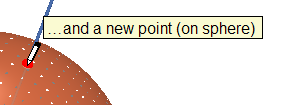 ...and a new point (on sphere)